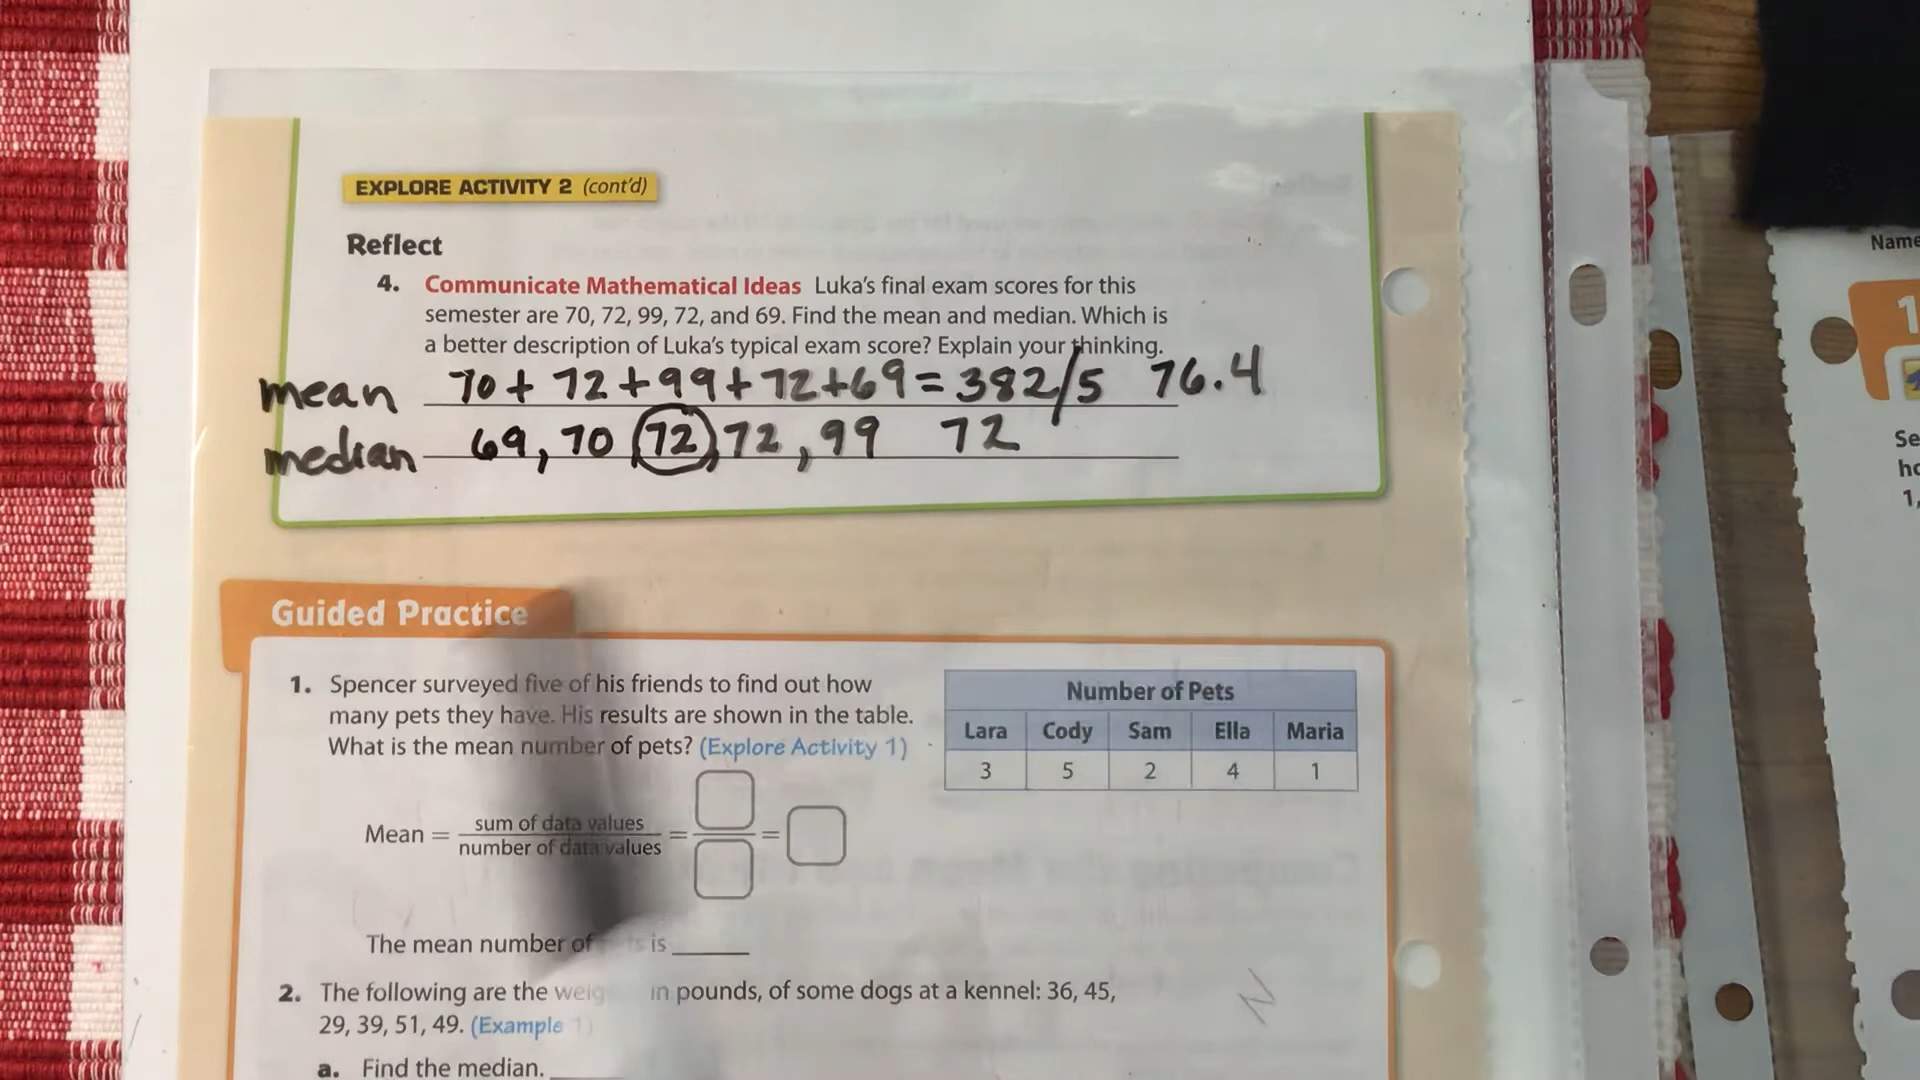 EXPLORE ACTIVITY 2 (cont'd)
Reflect
4. Communicate Mathematical Ideas Luka's final exam scores for this
semester are 70, 72, 99, 72, and 69. Find the mean and median. Which is
a better description of Luka's typical exam score? Explain your thinking.
mean 70 + 72 + 99 + 72 + 69 = 382/5 76.4
median 69, 70 72, 72, 99 72
Guided Practice
1. Spencer surveyed five of his friends to find out how
many pets they have. His results are shown in the table.
What is the mean number of pets? (Explore Activity 1)
Number of Pets
Lara Cody Sam Ella Maria
3 5 2 4 1
Mean = sum of data values
number of data values
= =
The mean number of is
2. The following are the in pounds, of some dogs at a kennel: 36, 45,
29, 39, 51, 49. (Example 1)
a. Find the median.
N
Name
1
Se
ho
1,